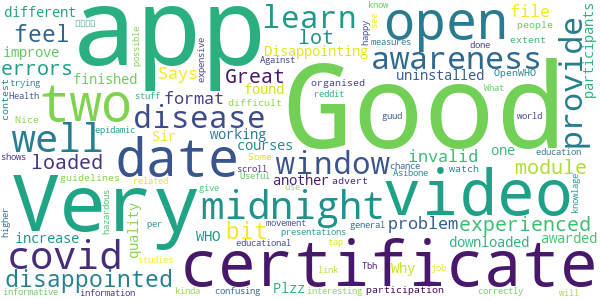 different app know Good learn open file
feel possible expensive lot happy see awareness people provide participants
improve trying Disappointing measures done extent
errors contest Health stuff Says Great Against found organised uninstalled OpenWHO
two finished format difficult reddit What
Nice disease Sir working guud world
well epidamic loaded courses Some window invalid one education
shows guidelines date another Useful chance Asibone watch module
Very midnight scroll advert video knowlage
higher hazardous quality related bit give use movement general problem experienced
increase WHO per educational presentations tap why downloaded awarded
covid studies certificate
disappointed kinda Plzz link Tbh job correctly
informative information confusing interesting participation will